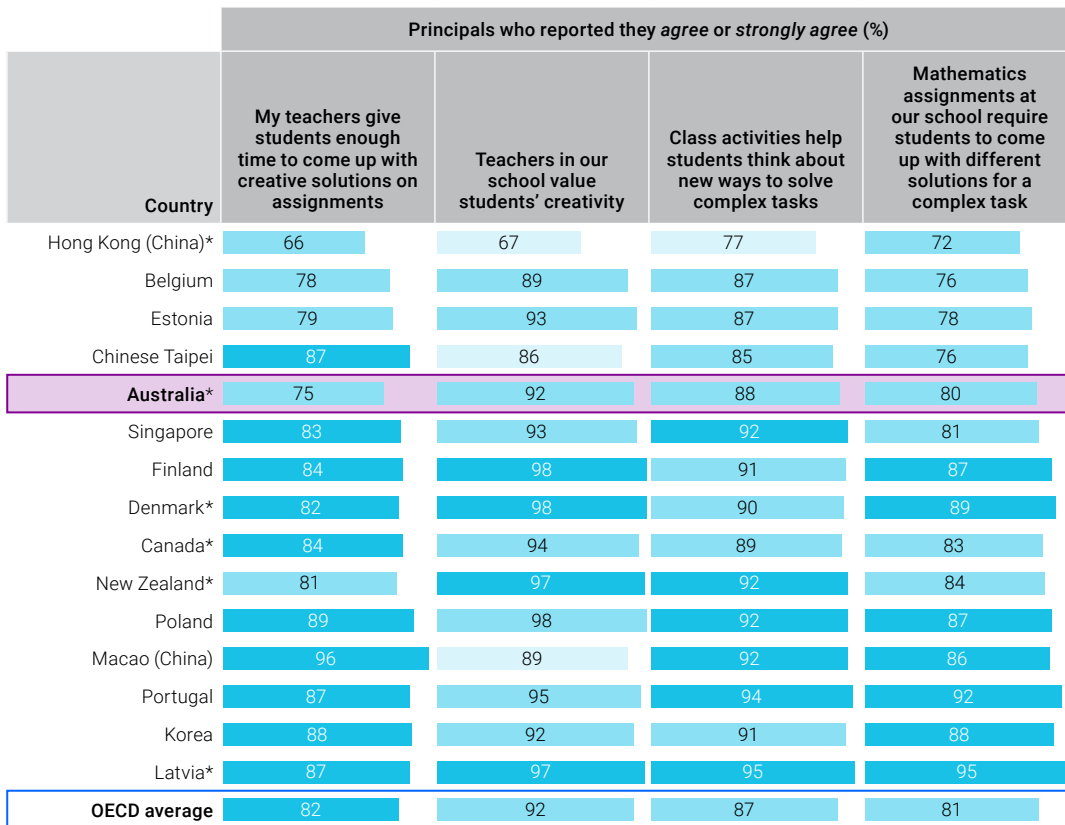 Principals who reported they agree or strongly agree (%)
Country
My teachers give
students enough
time to come up with
creative solutions on
assignments
Teachers in our
school value
students’ creativity
Class activities help
students think about
new ways to solve
complex tasks
Mathematics
assignments at
our school require
students to come
up with different
solutions for a
complex task
Hong Kong (China)* 66 67 77 72
Belgium 78 89 87 76
Estonia 79 93 87 78
Chinese Taipei 87 86 85 76
Australia* 75 92 88 80
Singapore 83 93 92 81
Finland 84 98 91 87
Denmark* 82 98 90 89
Canada* 84 94 89 83
New Zealand* 81 97 92 84
Poland 89 98 92 87
Macao (China) 96 89 92 86
Portugal 87 95 94 92
Korea 88 92 91 88
Latvia* 87 97 95 95
OECD average 82 92 87 81